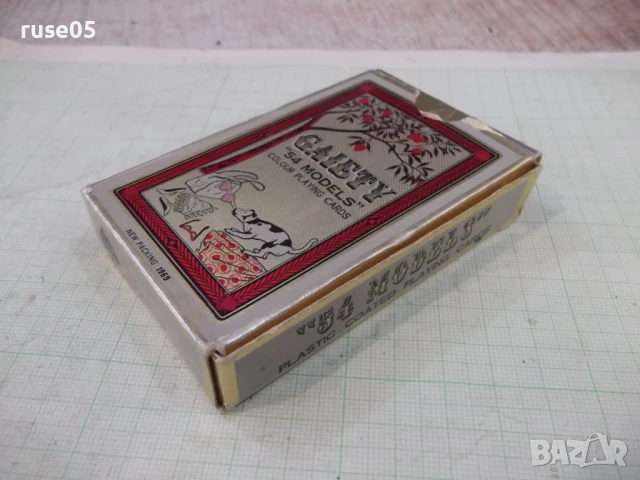 ruse05
GAIETY
"54 MODELS"
COLOUR PLAYING CARDS
NEW PACKING 1969
"54 MODELS"
PLASTIC COATED PLAYING CARDS
bazar